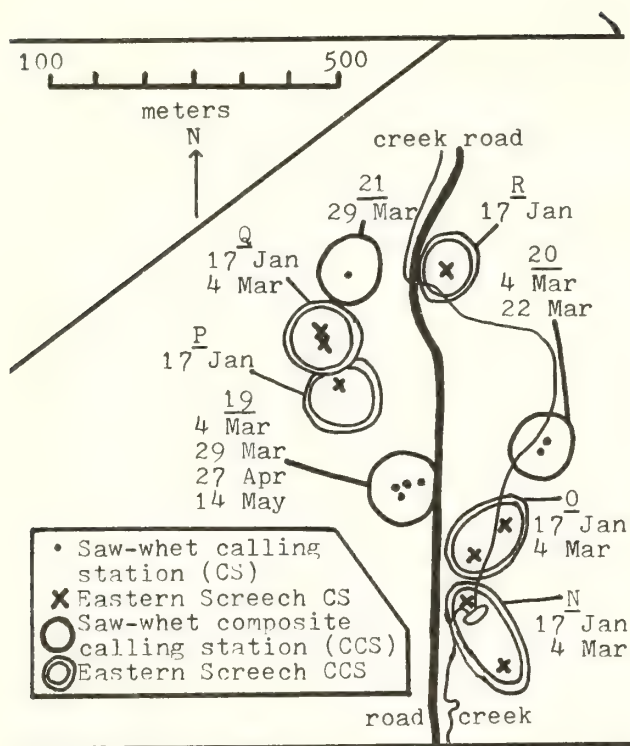 100 500
meters
N
creek road
21
29 Mar
R
17 Jan
Q
17 Jan
4 Mar
20
4 Mar
22 Mar
P
17 Jan
19
4 Mar
29 Mar
27 Apr
14 May
O
17 Jan
4 Mar
N
17 Jan
4 Mar
• Saw-whet calling
station (CS)
x Eastern Screech CS
Saw-whet composite
calling station (CCS)
Eastern Screech CCS
road creek